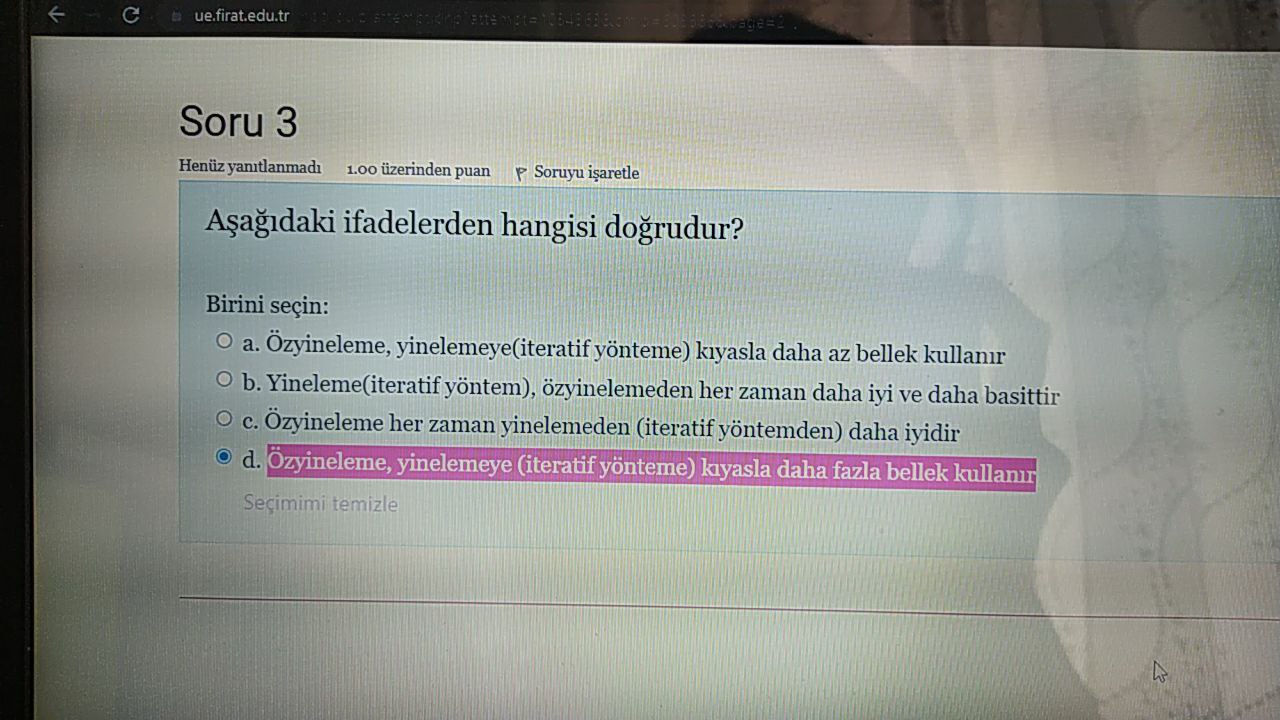 ue.firat.edu.tr
Soru 3
Henüz yanıtlanmadı 1.00 üzerinden puan Soruyu işaretle
Aşağıdaki ifadelerden hangisi doğrudur?
Birini seçin:
a. Özyineleme, yinelemeye(iteratif yönteme) kıyasla daha az bellek kullanır
b. Yineleme(iteratif yöntem), özyinelemeden her zaman daha iyi ve daha basittir
c. Özyineleme her zaman yinelemeden (iteratif yöntemden) daha iyidir
d. Özyineleme, yinelemeye (iteratif yönteme) kıyasla daha fazla bellek kullanır
Seçimimi temizle